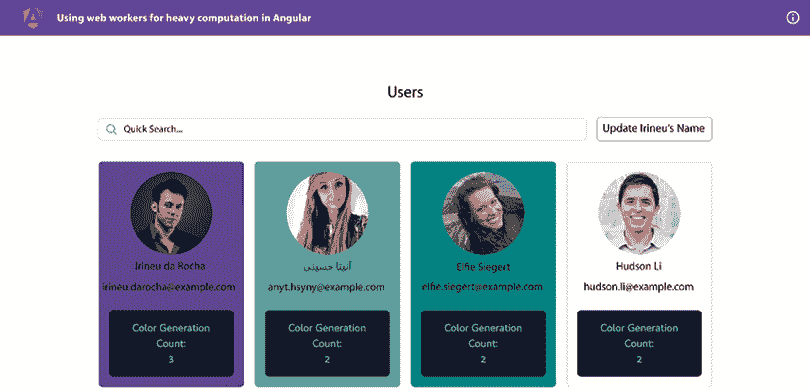 Using web workers for heavy computation in Angular
Users
Quick Search...
Update Irineu's Name
Irineu da Rocha
آنیتا حسینی
Elfie Siegert
Hudson Li
irineu.darocha@example.com
anyt.hsyny@example.com
elfie.siegert@example.com
hudson.li@example.com
Color Generation
Count:
3
Color Generation
Count:
2
Color Generation
Count:
2
Color Generation
Count:
2